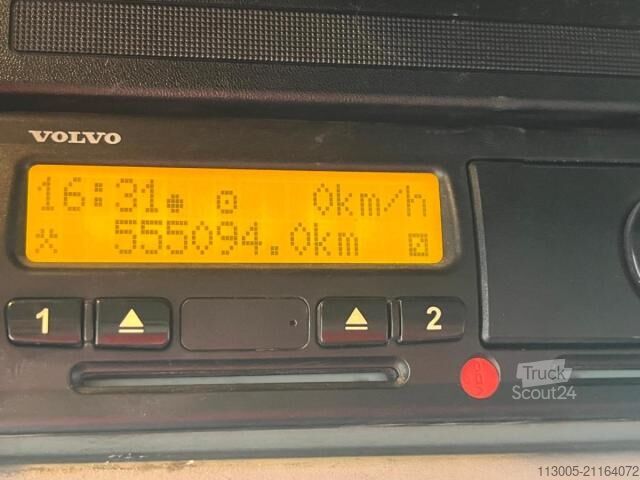 VOLVO
16:31 0km/h
555094.0km
1 2
Truck
Scout24
113005-21164072